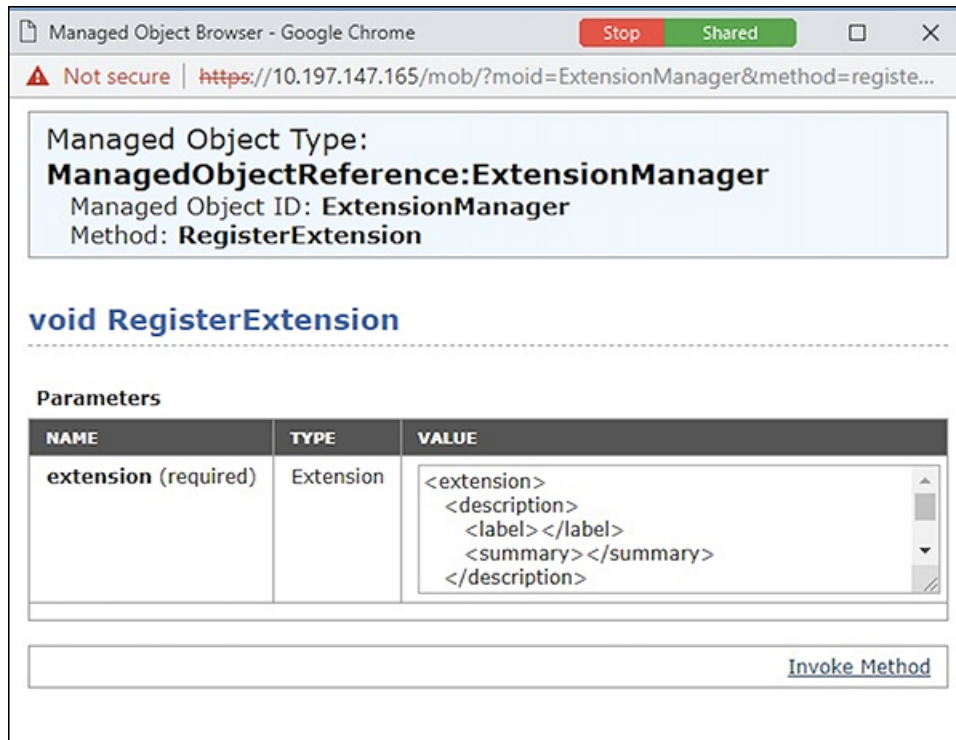 Managed Object Browser - Google Chrome
Stop
Shared
Not secure | https://10.197.147.165/mob/?moid=ExtensionManager&method=registe...
Managed Object Type:
ManagedObjectReference:ExtensionManager
Managed Object ID: ExtensionManager
Method: RegisterExtension
void RegisterExtension
Parameters
NAME TYPE VALUE
extension (required) Extension <extension>
<description>
<label></label>
<summary></summary>
</description>
Invoke Method